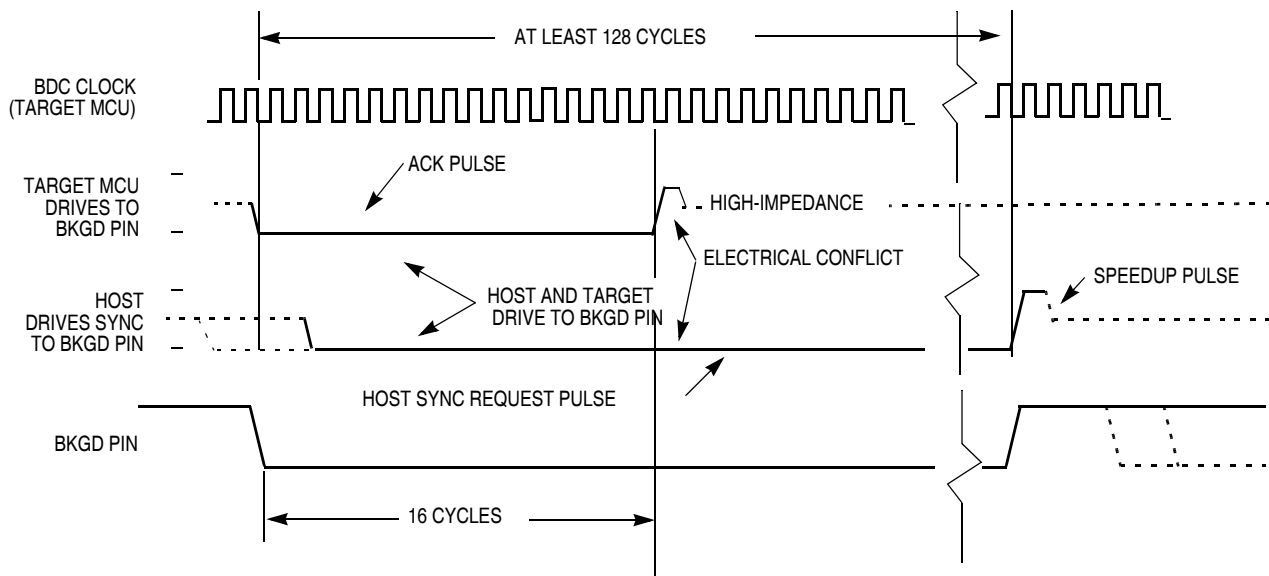 AT LEAST 128 CYCLES
BDC CLOCK
(TARGET MCU)
ACK PULSE
TARGET MCU
DRIVES TO
BKGD PIN
HIGH-IMPEDANCE
ELECTRICAL CONFLICT
SPEEDUP PULSE
HOST AND TARGET
DRIVE TO BKGD PIN
HOST
DRIVES SYNC
TO BKGD PIN
HOST SYNC REQUEST PULSE
BKGD PIN
16 CYCLES